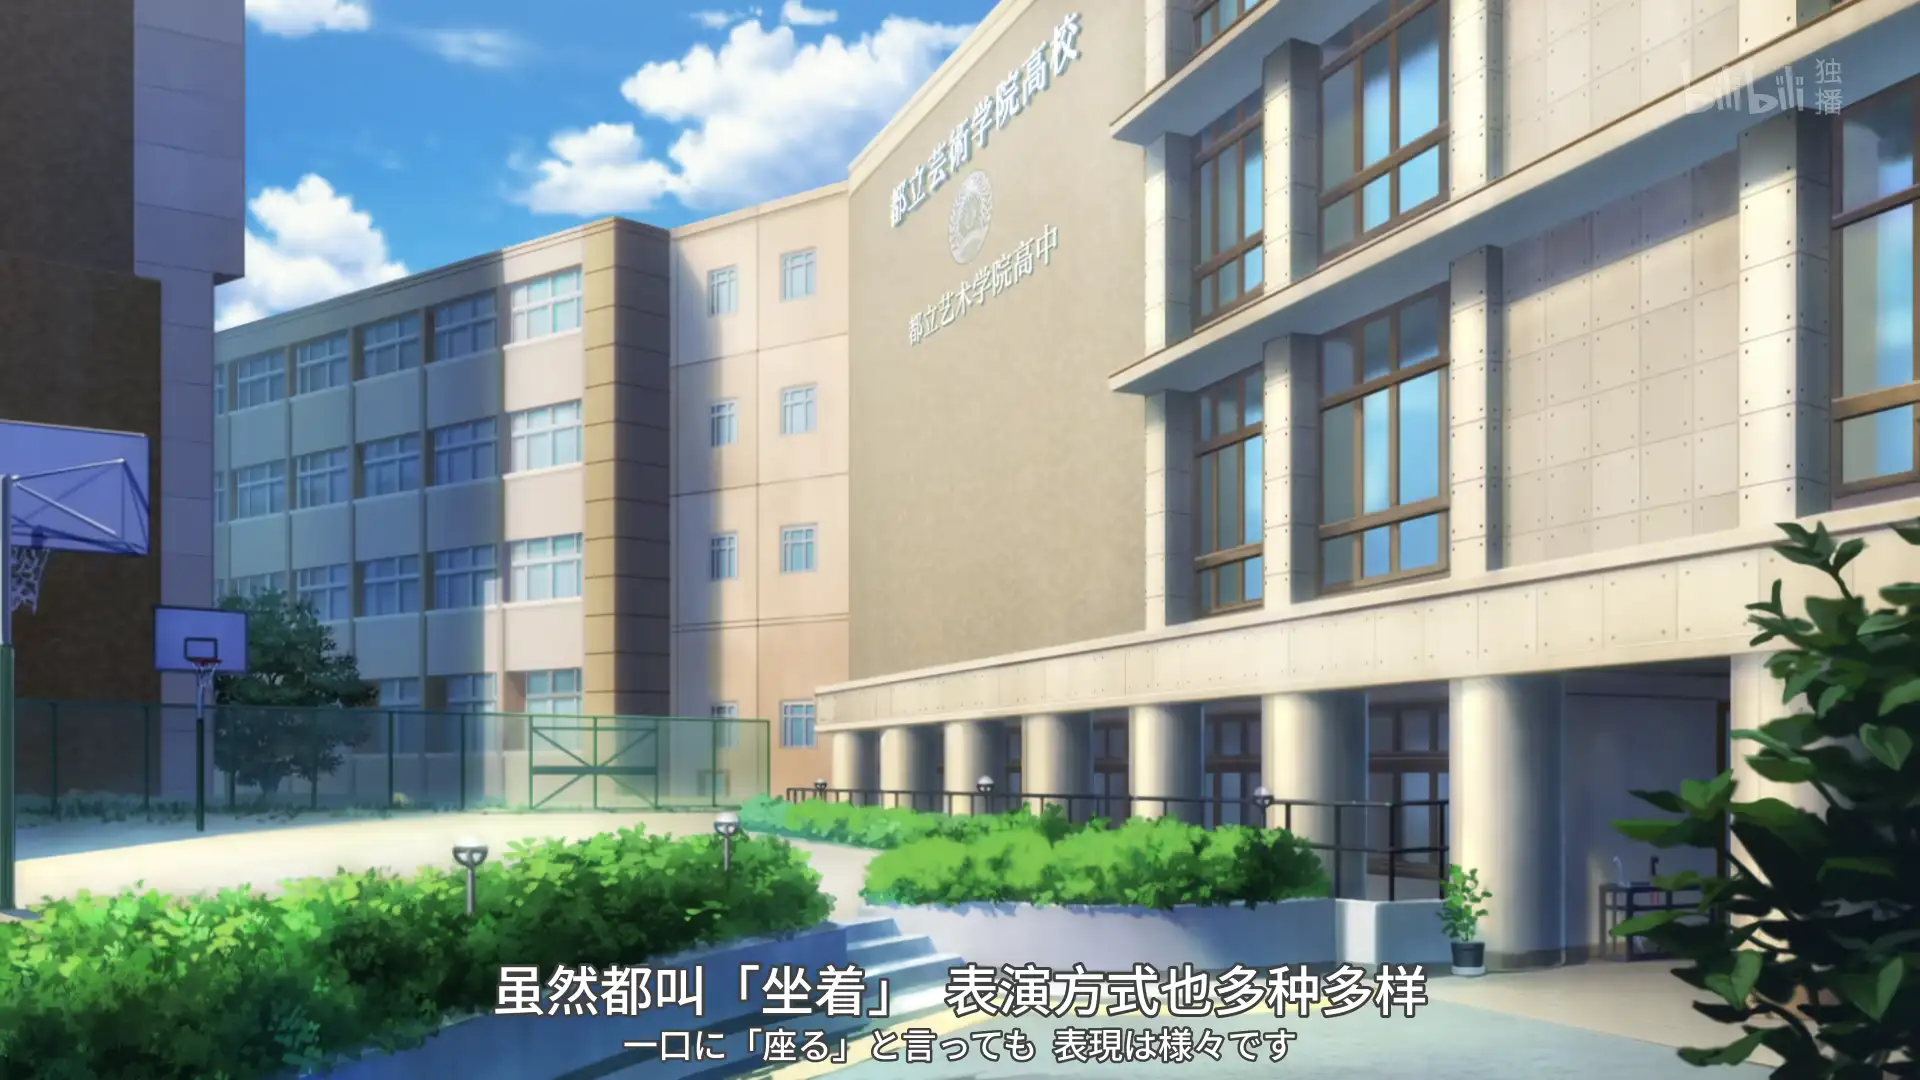 都立芸術学院高校
都立艺术学院高中
bilibili 独播
虽然都叫「坐着」 表演方式也多种多样
一口に「座る」と言っても 表現は様々です